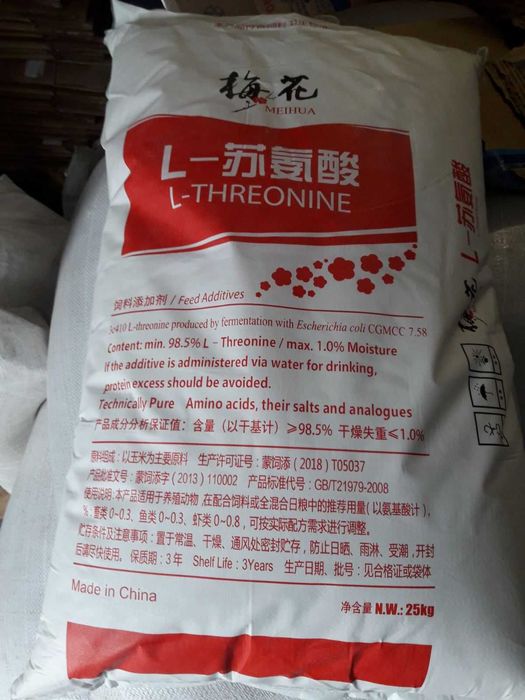 梅花
MEIHUA
L-苏氨酸
L-THREONINE
饲料添加剂 / Feed Additives
3c410 L-threonine produced by fermentation with Escherichia coli CGMCC 7.58
Content: min. 98.5% L-Threonine / max. 1.0% Moisture
If the additive is administered via water for drinking,
protein excess should be avoided.
Technically Pure Amino acids, their salts and analogues
产品成分分析保证值：含量（以干基计）≥98.5% 干燥失重≤1.0%
原料组成：以玉米为主要原料 生产许可证号：蒙饲添（2018）T05037
产品批准文号：蒙饲添字（2013）110002 产品标准代号：GB/T21979-2008
使用说明：本产品适用于养殖动物，在配合饲料或全混合日粮中的推荐用量（以氨基酸计），
%：畜类0~0.3、鱼类0~0.3、虾类0~0.8，可按实际配方需求进行调整。
贮存条件及注意事项：置于常温、干燥、通风处密封贮存，防止日晒、雨淋、受潮，开封
后请尽快使用。保质期：3年 Shelf Life：3Years 生产日期、批号：见合格证或袋体
Made in China
净含量 N.W.: 25kg
梅花 L-苏氨酸